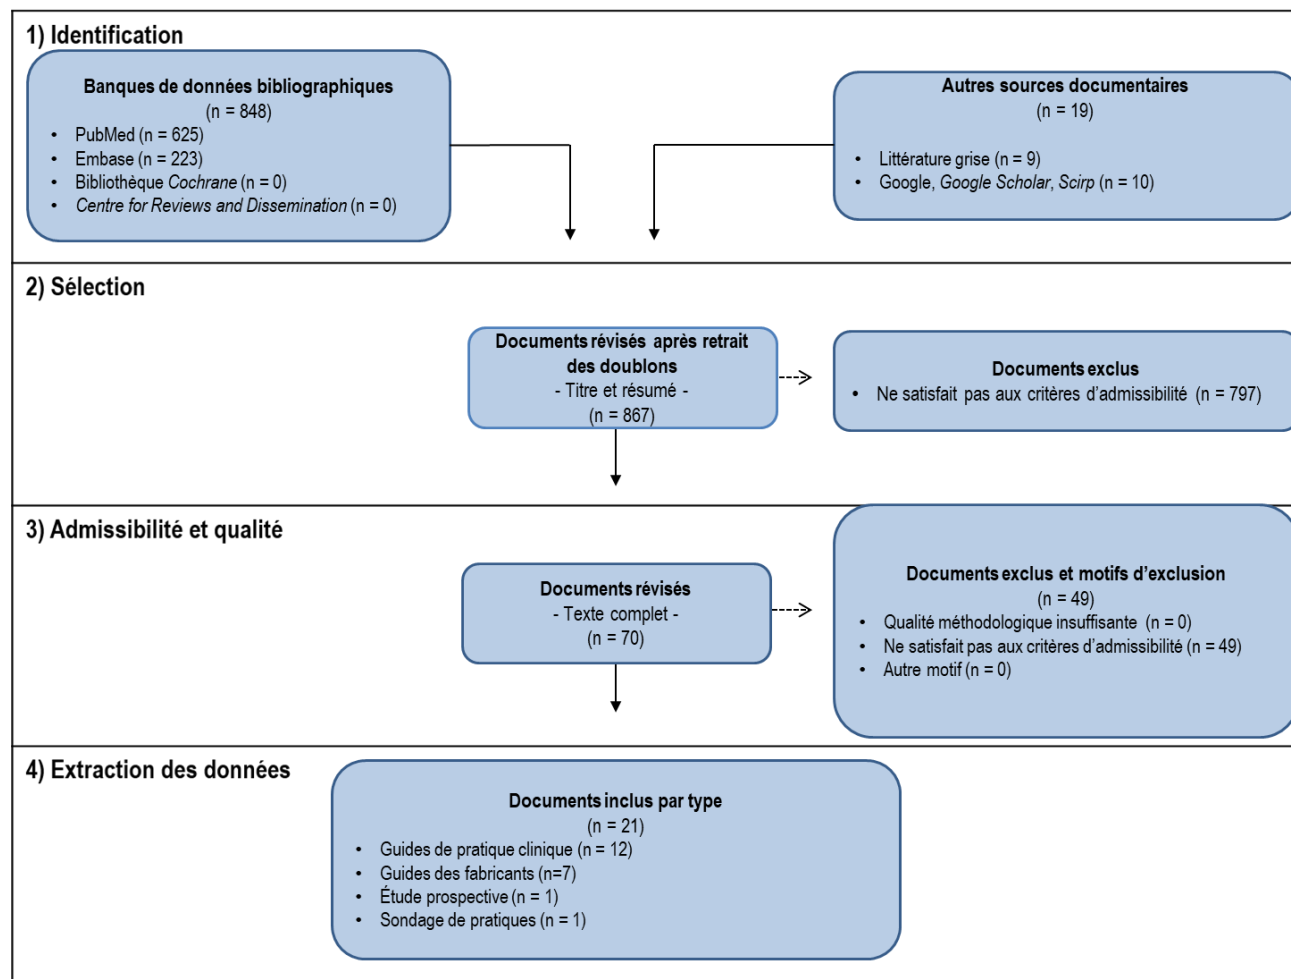 1) Identification
Banques de données bibliographiques
(n = 848)
• PubMed (n = 625)
• Embase (n = 223)
• Bibliothèque Cochrane (n = 0)
• Centre for Reviews and Dissemination (n = 0)
Autres sources documentaires
(n = 19)
• Littérature grise (n = 9)
• Google, Google Scholar, Scirp (n = 10)
2) Sélection
Documents révisés après retrait
des doublons
- Titre et résumé -
(n = 867)
Documents exclus
• Ne satisfait pas aux critères d’admissibilité (n = 797)
3) Admissibilité et qualité
Documents révisés
- Texte complet -
(n = 70)
Documents exclus et motifs d’exclusion
(n = 49)
• Qualité méthodologique insuffisante (n = 0)
• Ne satisfait pas aux critères d’admissibilité (n = 49)
• Autre motif (n = 0)
4) Extraction des données
Documents inclus par type
(n = 21)
• Guides de pratique clinique (n = 12)
• Guides des fabricants (n=7)
• Étude prospective (n = 1)
• Sondage de pratiques (n = 1)